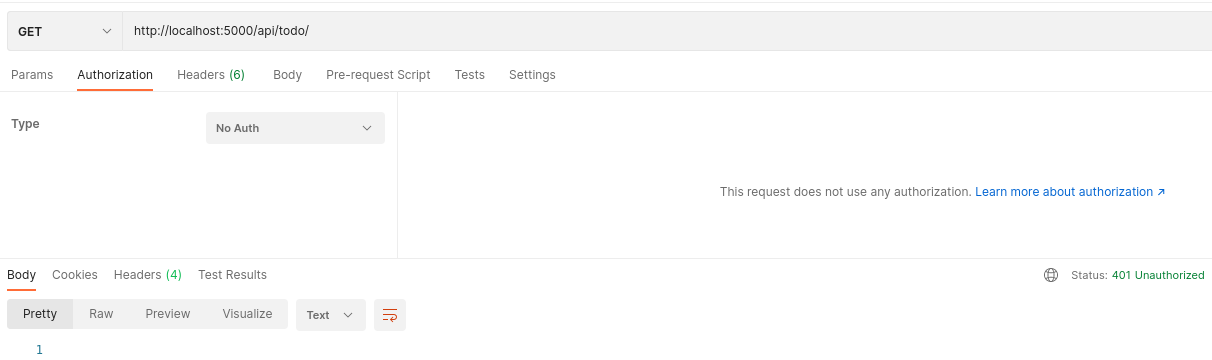 GET http://localhost:5000/api/todo/
Params Authorization Headers (6) Body Pre-request Script Tests Settings
Type No Auth
This request does not use any authorization. Learn more about authorization ↗
Body Cookies Headers (4) Test Results Status: 401 Unauthorized
Pretty Raw Preview Visualize Text
1